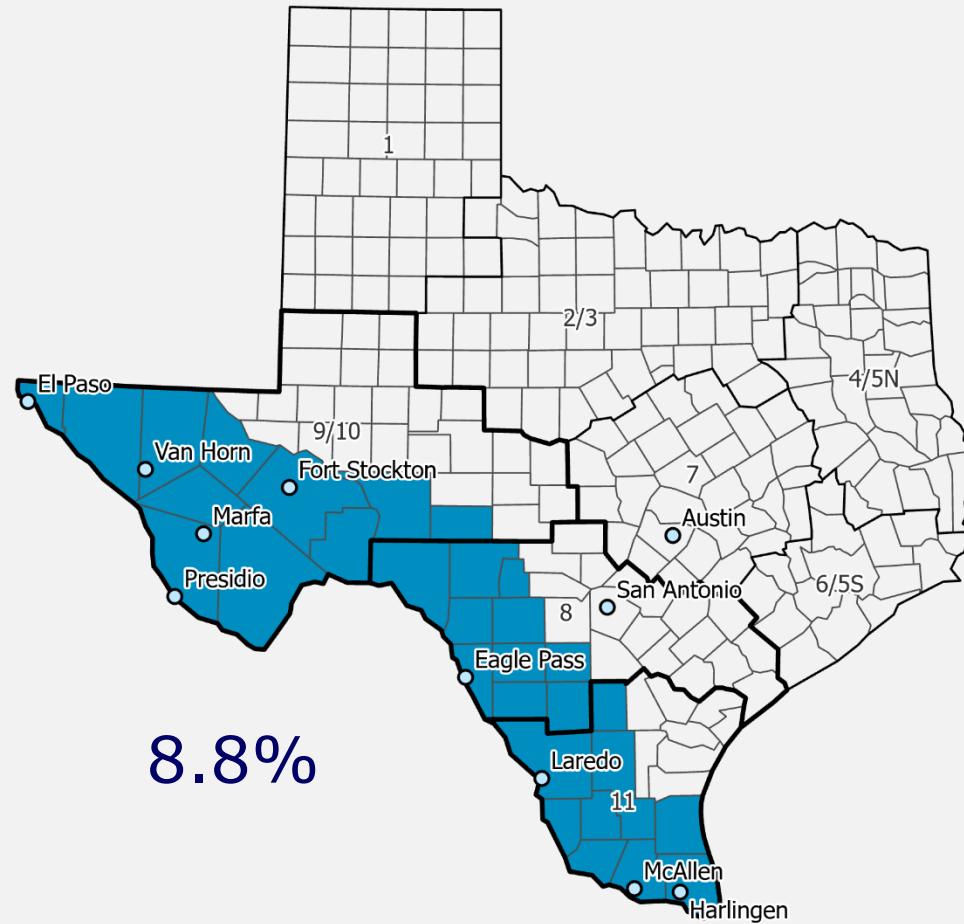 1
2/3
El Paso
4/5N
9/10
Van Horn
Fort Stockton
7
Marfa
Austin
Presidio
San Antonio
6/5S
8
Eagle Pass
8.8%
Laredo
11
McAllen
Harlingen